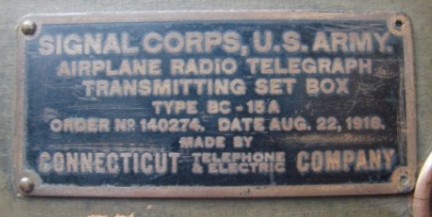 SIGNAL CORPS, U.S. ARMY.
AIRPLANE RADIO TELEGRAPH
TRANSMITTING SET BOX
TYPE BC-15A
ORDER Nº 140274. DATE AUG. 22, 1918.
MADE BY
CONNECTICUT TELEPHONE & ELECTRIC COMPANY